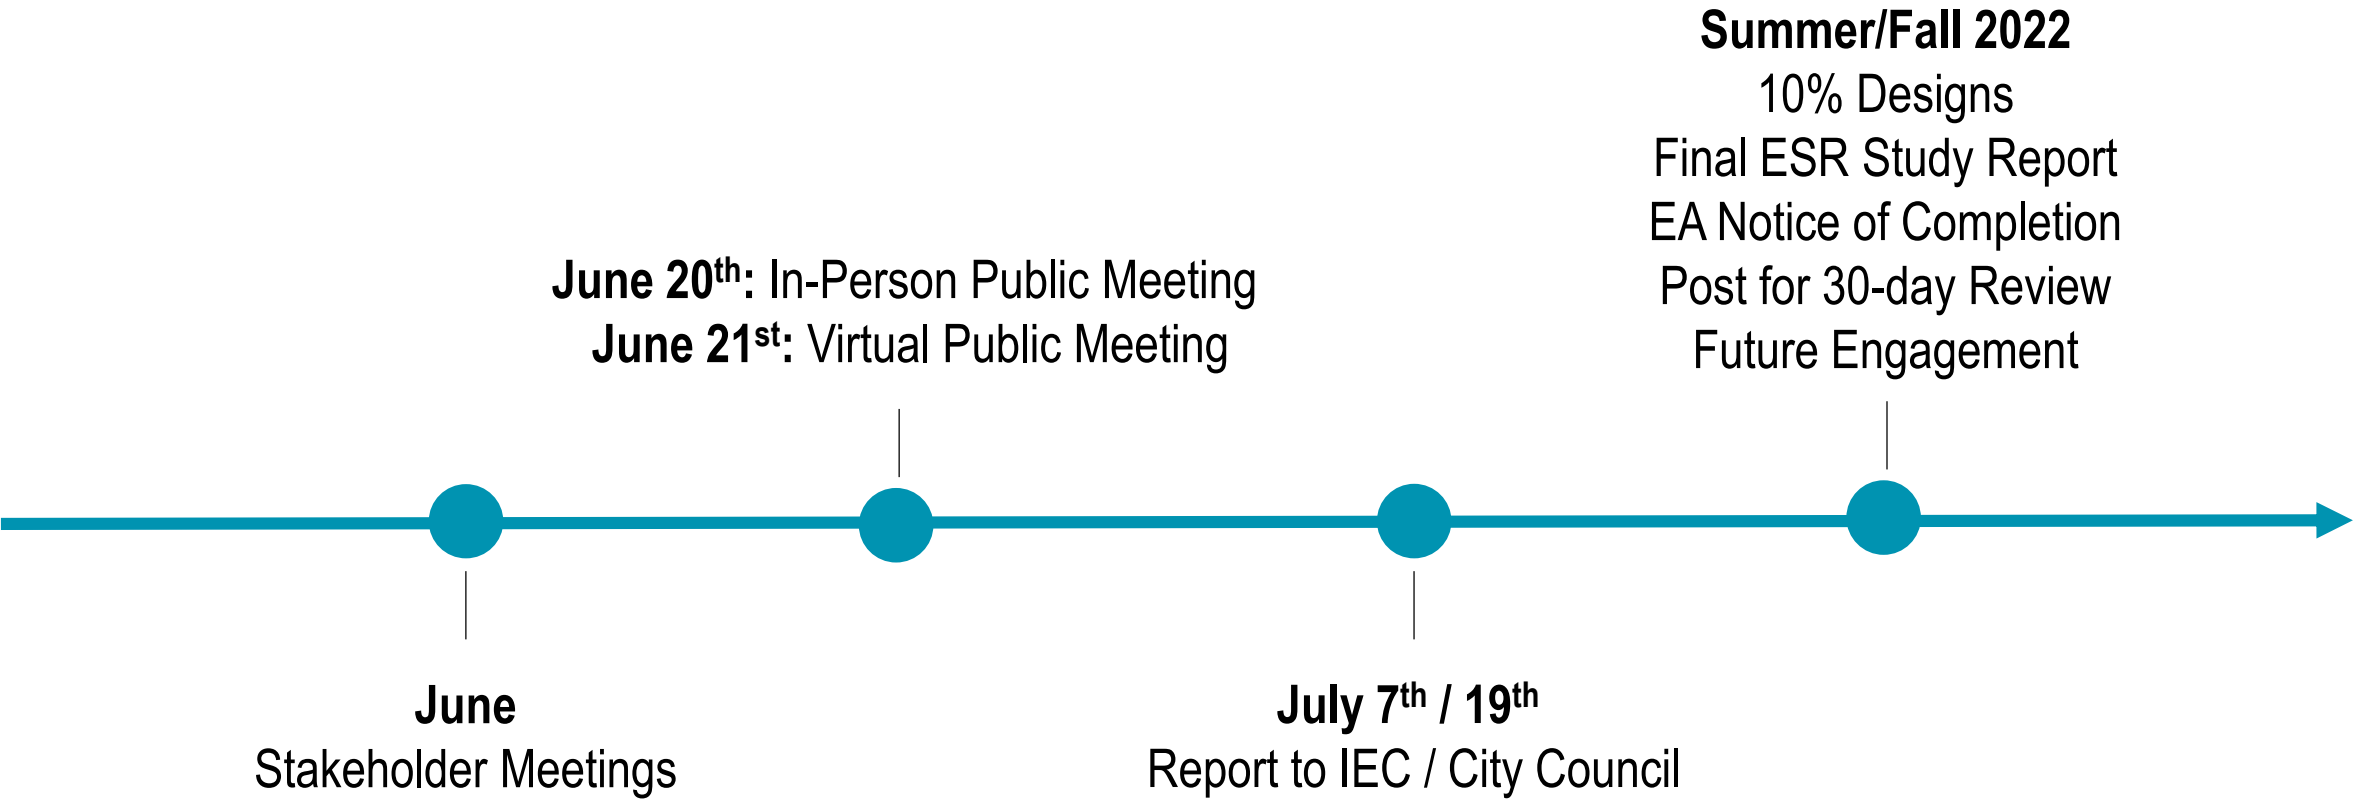 June
Stakeholder Meetings
June 20th: In-Person Public Meeting
June 21st: Virtual Public Meeting
July 7th / 19th
Report to IEC / City Council
Summer/Fall 2022
10% Designs
Final ESR Study Report
EA Notice of Completion
Post for 30-day Review
Future Engagement